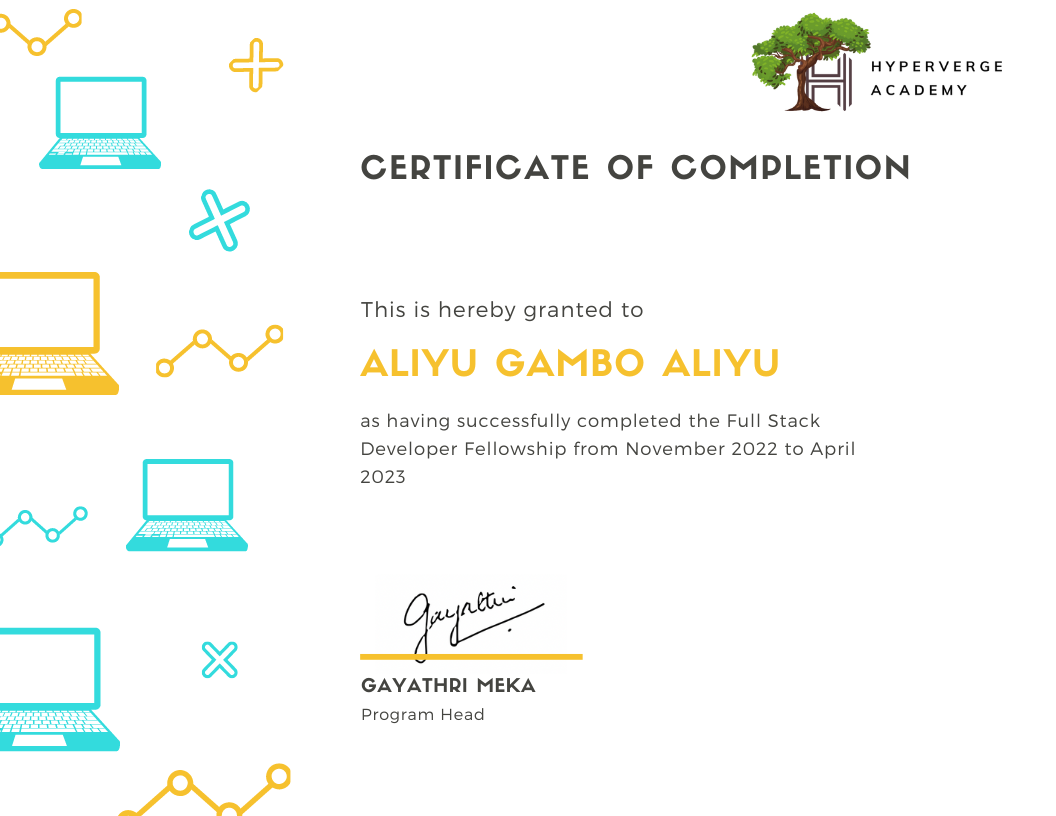 HYPERVERGE
ACADEMY
CERTIFICATE OF COMPLETION
This is hereby granted to
ALIYU GAMBO ALIYU
as having successfully completed the Full Stack
Developer Fellowship from November 2022 to April
2023
Gayathri
GAYATHRI MEKA
Program Head